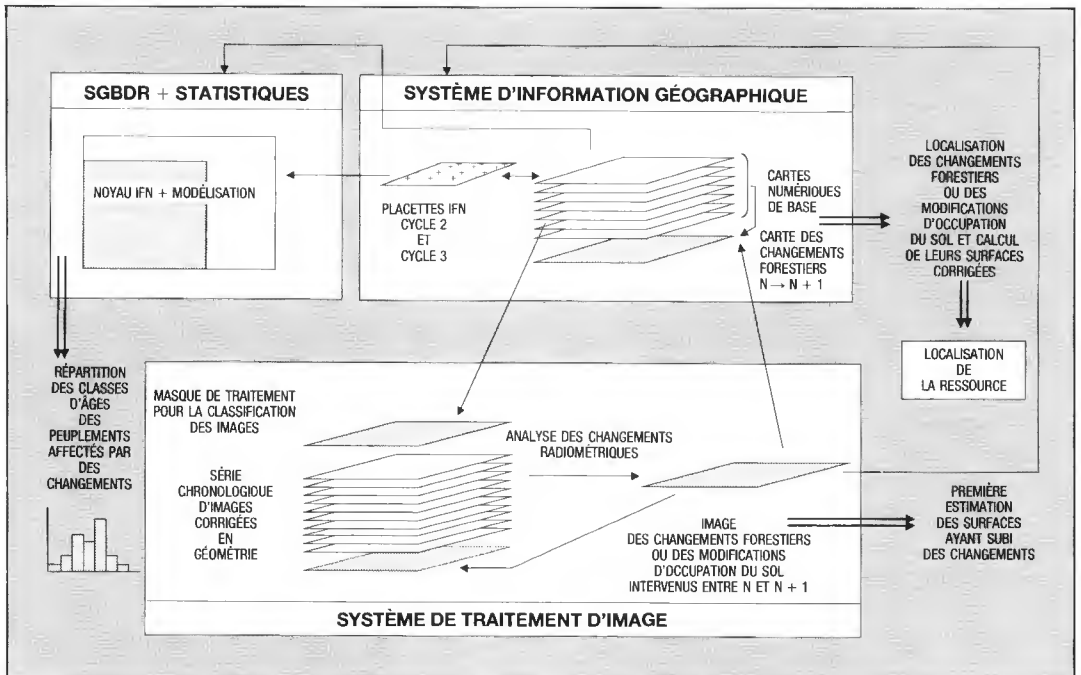 SGBDR + STATISTIQUES
NOYAU IFN + MODÉLISATION
SYSTÈME D'INFORMATION GÉOGRAPHIQUE
PLACETTES IFN
CYCLE 2
ET
CYCLE 3
CARTES
NUMÉRIQUES
DE BASE
CARTE DES
CHANGEMENTS
FORESTIERS
N → N + 1
LOCALISATION
DES CHANGEMENTS
FORESTIERS
OU DES
MODIFICATIONS
D'OCCUPATION
DU SOL ET CALCUL
DE LEURS SURFACES
CORRIGÉES
LOCALISATION
DE
LA RESSOURCE
RÉPARTITION
DES CLASSES
D'ÂGES
DES
PEUPLEMENTS
AFFECTÉS PAR
DES
CHANGEMENTS
MASQUE DE TRAITEMENT
POUR LA CLASSIFICATION
DES IMAGES
SÉRIE
CHRONOLOGIQUE
D'IMAGES
CORRIGÉES
EN
GÉOMÉTRIE
ANALYSE DES CHANGEMENTS
RADIOMÉTRIQUES
IMAGE
DES CHANGEMENTS FORESTIERS
OU DES MODIFICATIONS
D'OCCUPATION DU SOL
INTERVENUS ENTRE N ET N + 1
PREMIÈRE
ESTIMATION
DES SURFACES
AYANT SUBI
DES CHANGEMENTS
SYSTÈME DE TRAITEMENT D'IMAGE